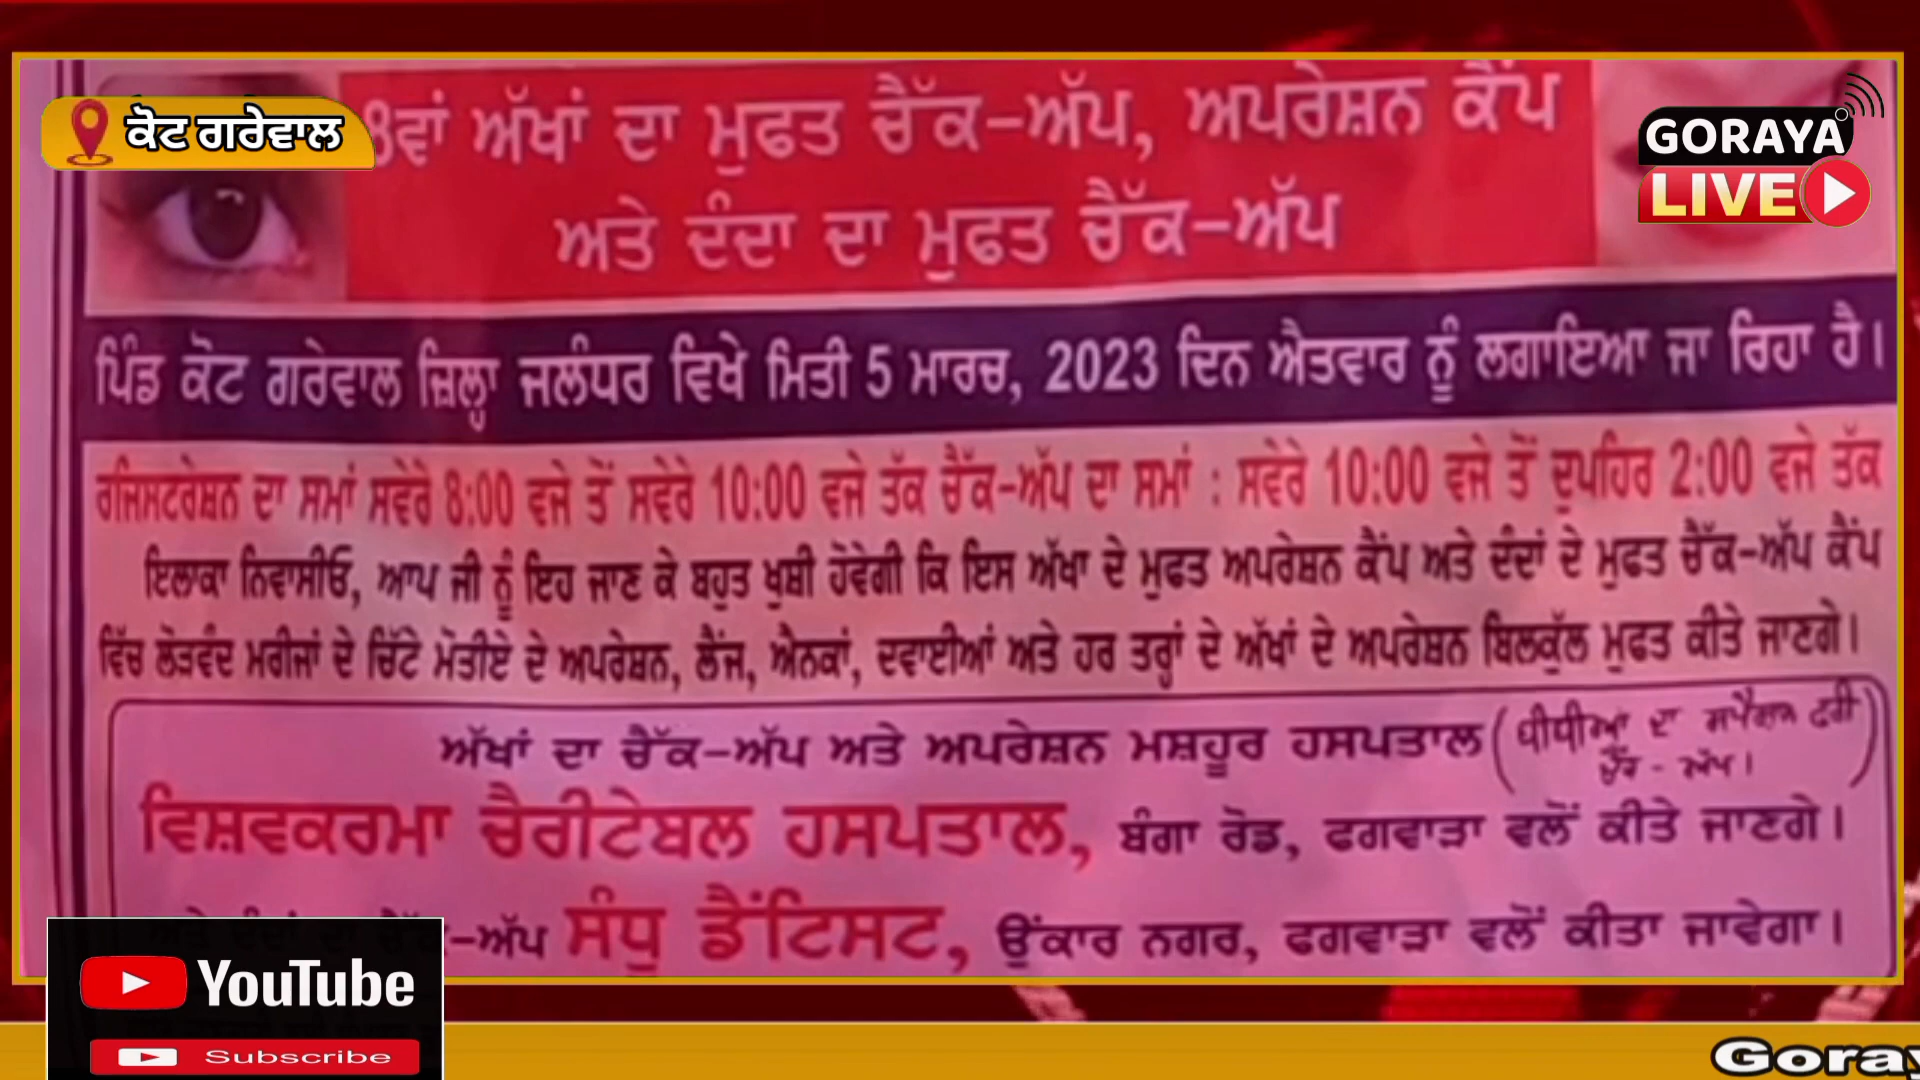 ਕੋਟ ਗਰੇਵਾਲ
8ਵਾਂ ਅੱਖਾਂ ਦਾ ਮੁਫਤ ਚੈੱਕ-ਅੱਪ, ਅਪਰੇਸ਼ਨ ਕੈਂਪ
ਅਤੇ ਦੰਦਾ ਦਾ ਮੁਫਤ ਚੈੱਕ-ਅੱਪ
GORAYA
LIVE
ਪਿੰਡ ਕੋਟ ਗਰੇਵਾਲ ਜ਼ਿਲ੍ਹਾ ਜਲੰਧਰ ਵਿਖੇ ਮਿਤੀ 5 ਮਾਰਚ, 2023 ਦਿਨ ਐਤਵਾਰ ਨੂੰ ਲਗਾਇਆ ਜਾ ਰਿਹਾ ਹੈ।
ਰਜਿਸਟਰੇਸ਼ਨ ਦਾ ਸਮਾਂ ਸਵੇਰੇ 8:00 ਵਜੇ ਤੋਂ ਸਵੇਰੇ 10:00 ਵਜੇ ਤੱਕ ਚੈੱਕ-ਅੱਪ ਦਾ ਸਮਾਂ : ਸਵੇਰੇ 10:00 ਵਜੇ ਤੋਂ ਦੁਪਹਿਰ 2:00 ਵਜੇ ਤੱਕ
ਇਲਾਕਾ ਨਿਵਾਸੀਓ, ਆਪ ਜੀ ਨੂੰ ਇਹ ਜਾਣ ਕੇ ਬਹੁਤ ਖੁਸ਼ੀ ਹੋਵੇਗੀ ਕਿ ਇਸ ਅੱਖਾ ਦੇ ਮੁਫਤ ਅਪਰੇਸ਼ਨ ਕੈਂਪ ਅਤੇ ਦੰਦਾਂ ਦੇ ਮੁਫਤ ਚੈੱਕ-ਅੱਪ ਕੈਂਪ
ਵਿੱਚ ਲੋੜਵੰਦ ਮਰੀਜਾਂ ਦੇ ਚਿੱਟੇ ਮੋਤੀਏ ਦੇ ਅਪਰੇਸ਼ਨ, ਲੈਂਜ, ਐਨਕਾਂ, ਦਵਾਈਆਂ ਅਤੇ ਹਰ ਤਰ੍ਹਾਂ ਦੇ ਅੱਖਾਂ ਦੇ ਅਪਰੇਸ਼ਨ ਬਿਲਕੁੱਲ ਮੁਫਤ ਕੀਤੇ ਜਾਣਗੇ।
ਅੱਖਾਂ ਦਾ ਚੈੱਕ-ਅੱਪ ਅਤੇ ਅਪਰੇਸ਼ਨ ਮਸ਼ਹੂਰ ਹਸਪਤਾਲ (ਧੀਧੀਆਂ ਦਾ ਸਪੈਸ਼ਲ ਫਰੀ
ਚੈੱਕ - ਅੱਪ।)
ਵਿਸ਼ਵਕਰਮਾ ਚੈਰੀਟੇਬਲ ਹਸਪਤਾਲ, ਬੰਗਾ ਰੋਡ, ਫਗਵਾੜਾ ਵਲੋਂ ਕੀਤੇ ਜਾਣਗੇ।
-ਅੱਪ ਸੰਧੂ ਡੈਂਟਿਸਟ, ਉਂਕਾਰ ਨਗਰ, ਫਗਵਾੜਾ ਵਲੋਂ ਕੀਤਾ ਜਾਵੇਗਾ।
YouTube
Subscribe
Goray